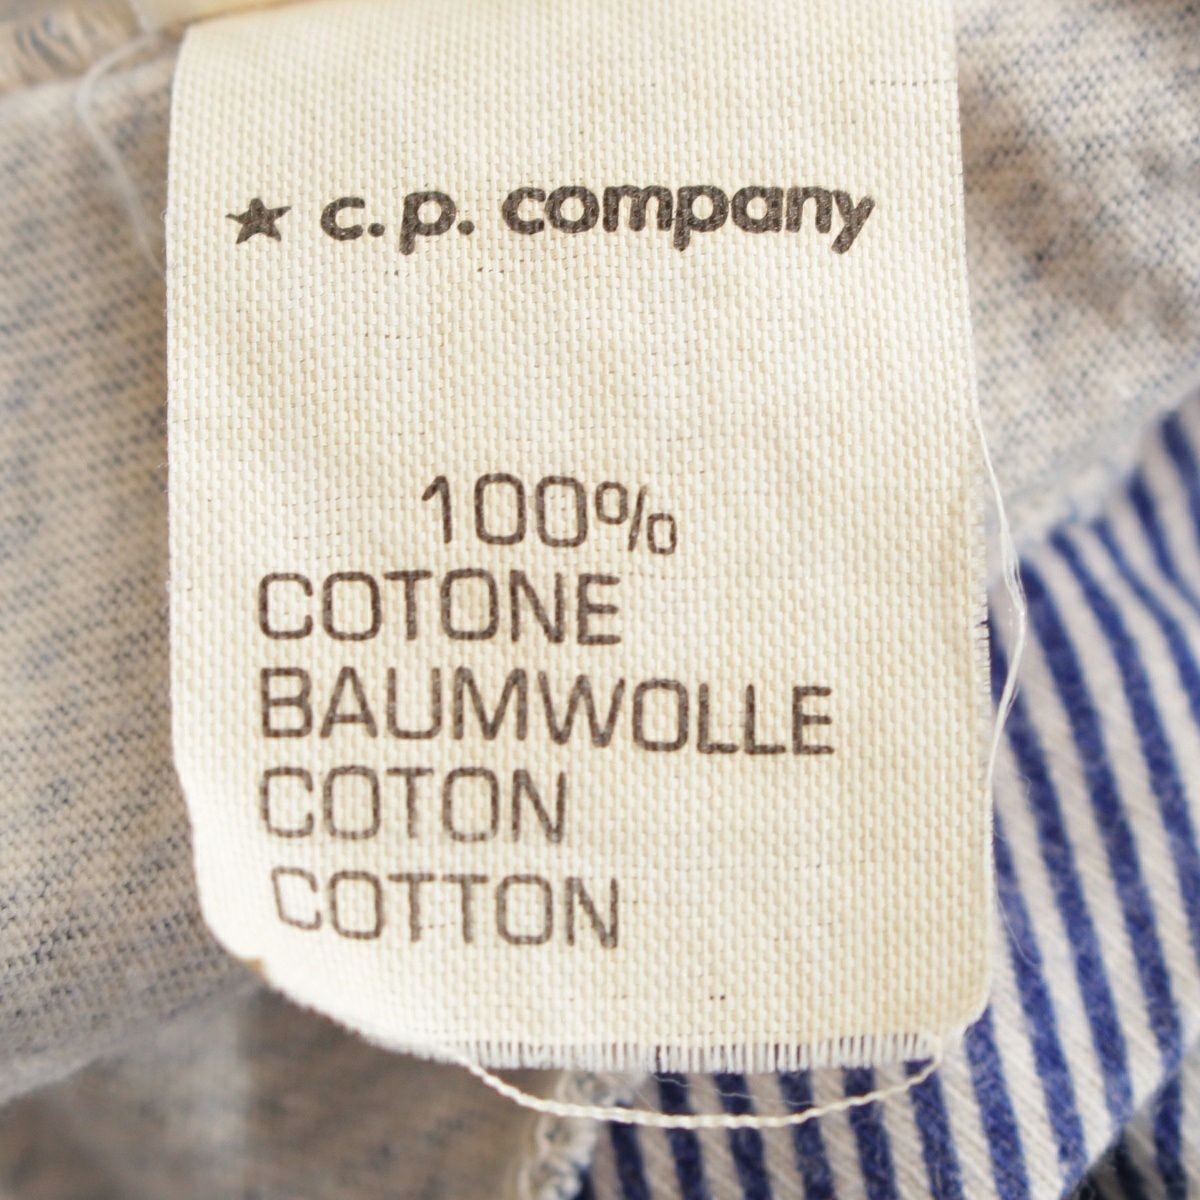 ★ c.p. company
100%
COTONE
BAUMWOLLE
COTON
COTTON